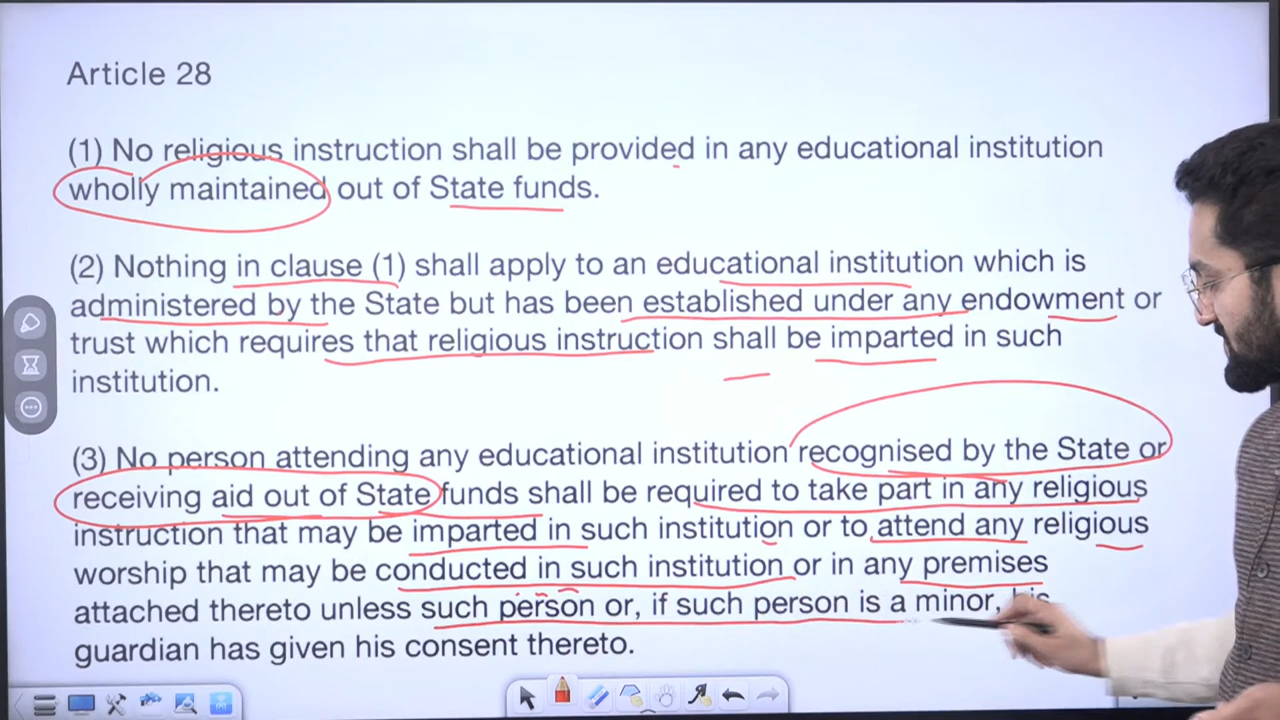 Article 28
(1) No religious instruction shall be provided in any educational institution
wholly maintained out of State funds.
(2) Nothing in clause (1) shall apply to an educational institution which is
administered by the State but has been established under any endowment or
trust which requires that religious instruction shall be imparted in such
institution.
(3) No person attending any educational institution recognised by the State or
receiving aid out of State funds shall be required to take part in any religious
instruction that may be imparted in such institution or to attend any religious
worship that may be conducted in such institution or in any premises
attached thereto unless such person or, if such person is a minor, his
guardian has given his consent thereto.